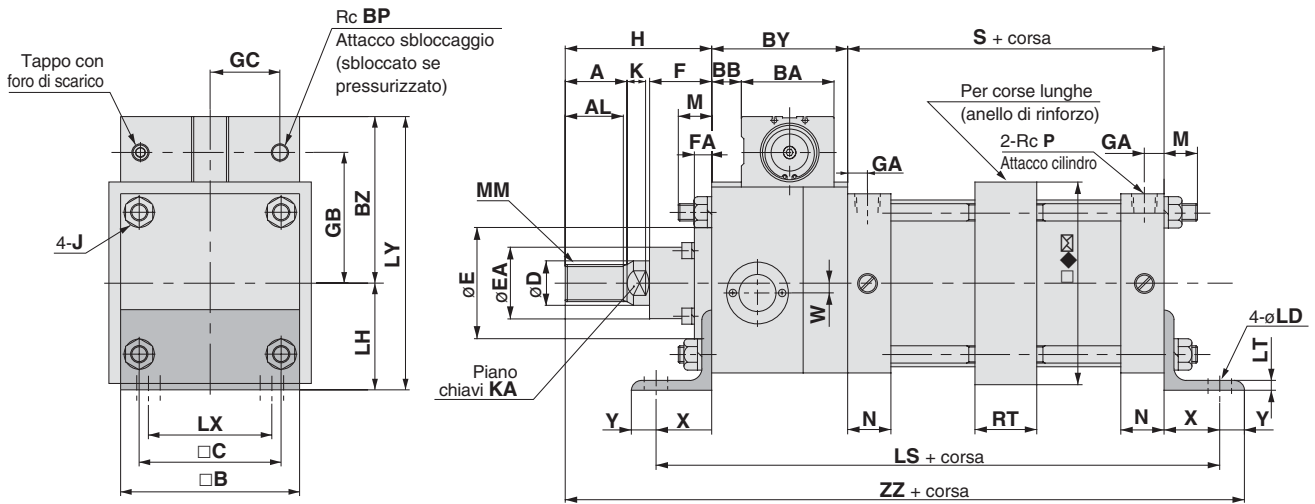 Rc BP
Attacco sbloccaggio
(sbloccato se
pressurizzato)
Tappo con
foro di scarico
GC
GB
BZ
LY
LH
4-J
LX
□C
□B
H
BY
S + corsa
A
K
F
BB
BA
AL
M
FA
GA
Per corse lunghe
(anello di rinforzo)
2-Rc P
Attacco cilindro
GA
M
MM
øE
øEA
øD
W
Piano
chiavi KA
4-øLD
LT
Y
X
N
RT
N
X
Y
LS + corsa
ZZ + corsa